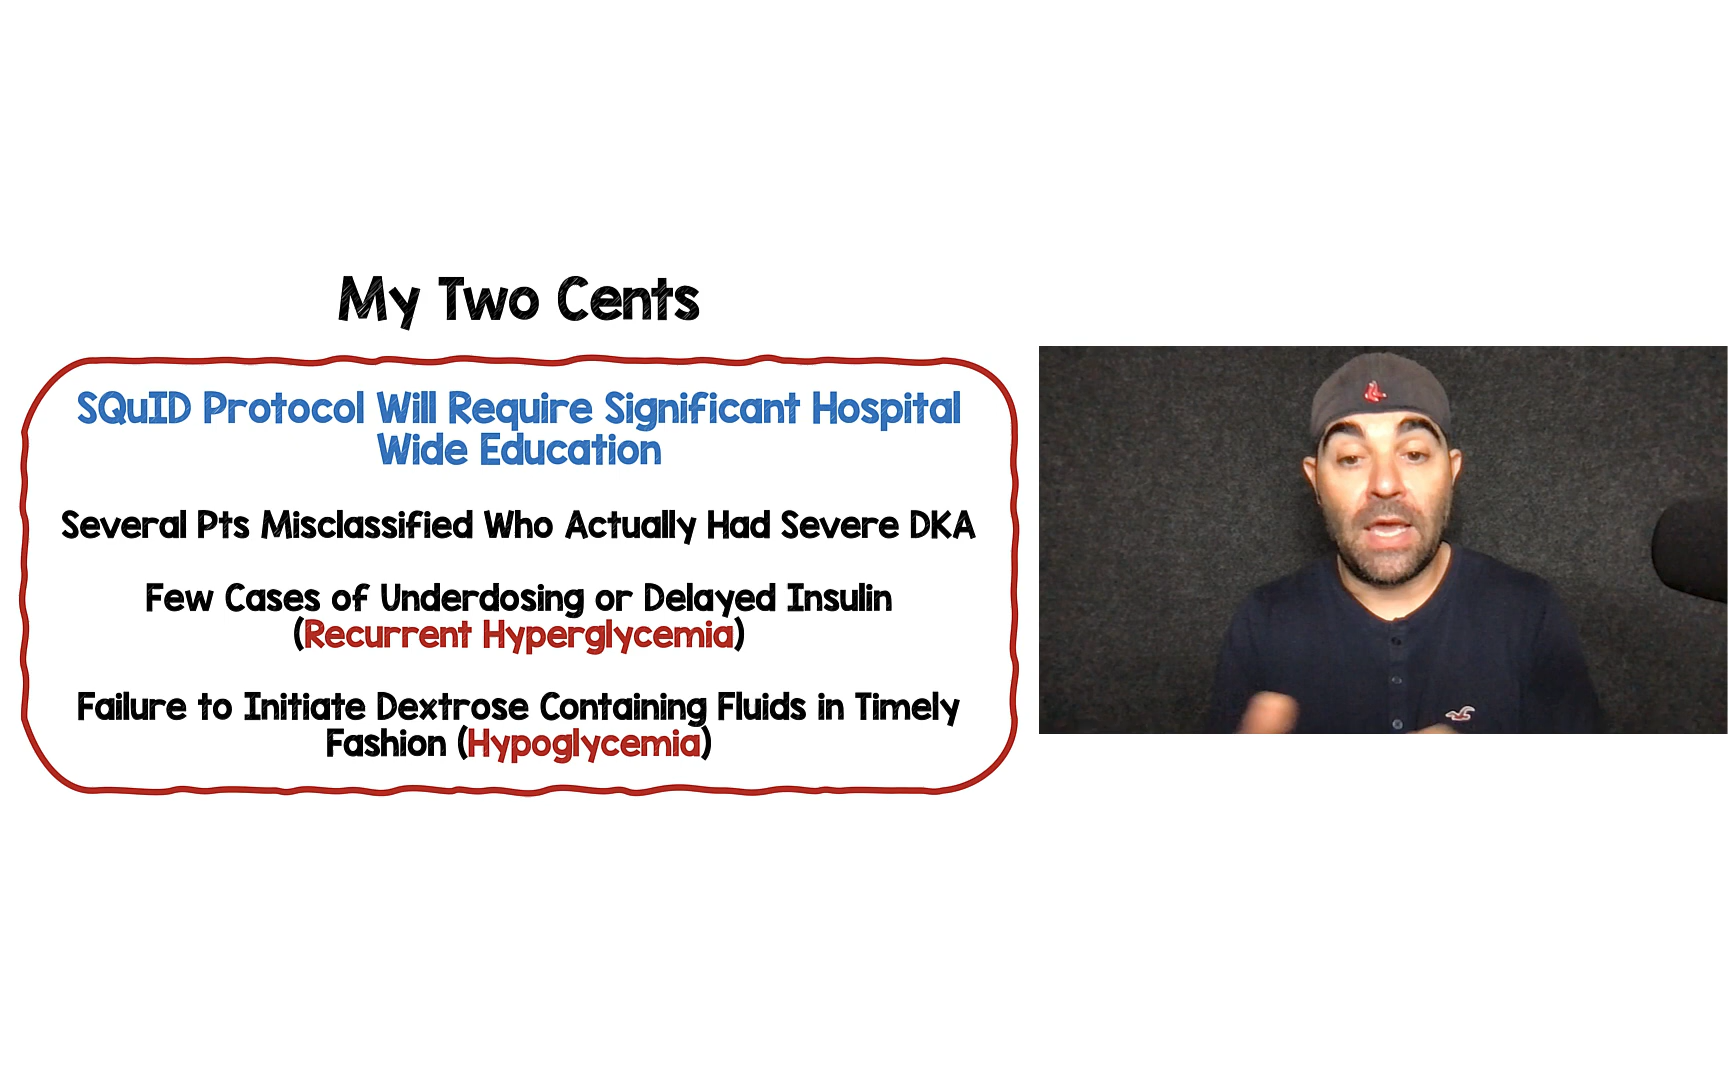 My Two Cents
SQuID Protocol Will Require Significant Hospital
Wide Education
Several Pts Misclassified Who Actually Had Severe DKA
Few Cases of Underdosing or Delayed Insulin
(Recurrent Hyperglycemia)
Failure to Initiate Dextrose Containing Fluids in Timely
Fashion (Hypoglycemia)